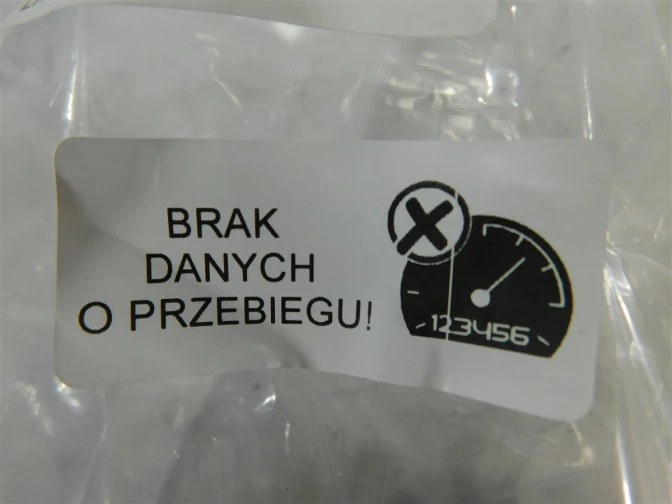 BRAK
DANYCH
O PRZEBIEGU!
123456